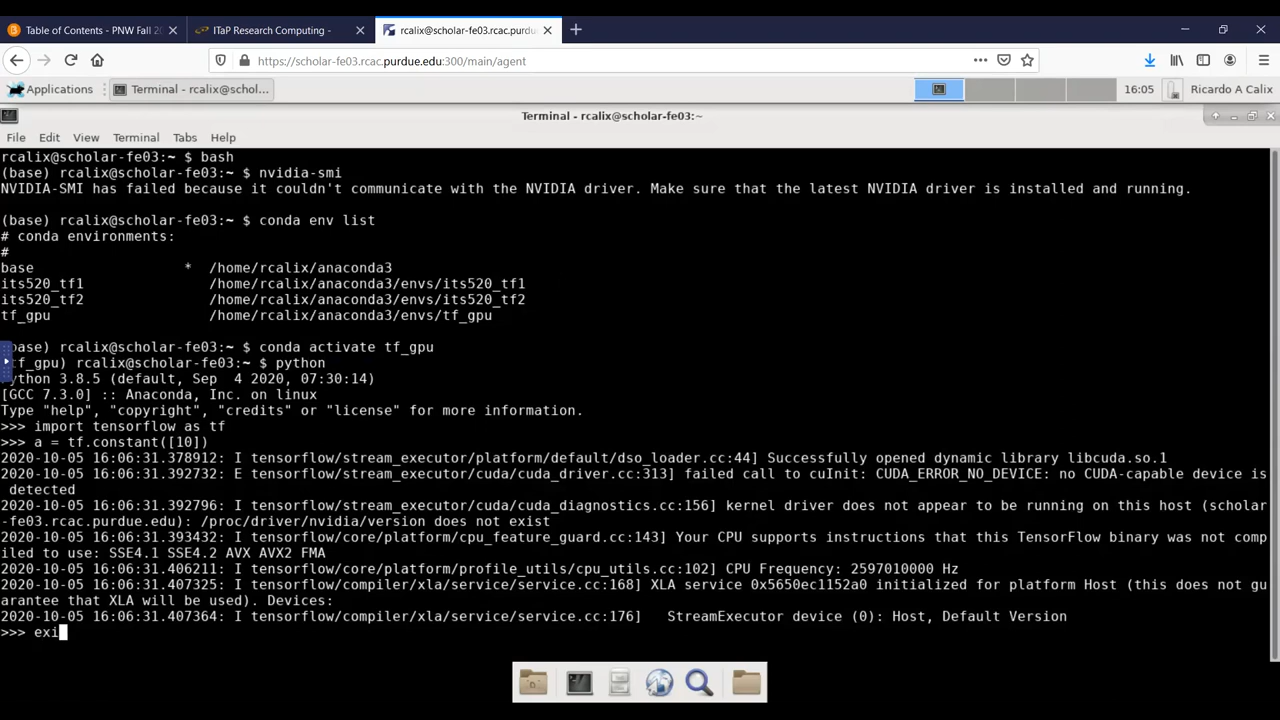 Table of Contents - PNW Fall 20
ITaP Research Computing -
rcalix@scholar-fe03.rcac.purdu
https://scholar-fe03.rcac.purdue.edu:300/main/agent
Applications
Terminal - rcalix@schol...
16:05
Ricardo A Calix
Terminal - rcalix@scholar-fe03:~
File Edit View Terminal Tabs Help
rcalix@scholar-fe03:~ $ bash
(base) rcalix@scholar-fe03:~ $ nvidia-smi
NVIDIA-SMI has failed because it couldn't communicate with the NVIDIA driver. Make sure that the latest NVIDIA driver is installed and running.
(base) rcalix@scholar-fe03:~ $ conda env list
# conda environments:
#
base * /home/rcalix/anaconda3
its520_tf1 /home/rcalix/anaconda3/envs/its520_tf1
its520_tf2 /home/rcalix/anaconda3/envs/its520_tf2
tf_gpu /home/rcalix/anaconda3/envs/tf_gpu
base) rcalix@scholar-fe03:~ $ conda activate tf_gpu
tf_gpu) rcalix@scholar-fe03:~ $ python
ython 3.8.5 (default, Sep  4 2020, 07:30:14)
[GCC 7.3.0] :: Anaconda, Inc. on linux
Type "help", "copyright", "credits" or "license" for more information.
>>> import tensorflow as tf
>>> a = tf.constant([10])
2020-10-05 16:06:31.378912: I tensorflow/stream_executor/platform/default/dso_loader.cc:44] Successfully opened dynamic library libcuda.so.1
2020-10-05 16:06:31.392732: E tensorflow/stream_executor/cuda/cuda_driver.cc:313] failed call to cuInit: CUDA_ERROR_NO_DEVICE: no CUDA-capable device is
detected
2020-10-05 16:06:31.392796: I tensorflow/stream_executor/cuda/cuda_diagnostics.cc:156] kernel driver does not appear to be running on this host (scholar
-fe03.rcac.purdue.edu): /proc/driver/nvidia/version does not exist
2020-10-05 16:06:31.393432: I tensorflow/core/platform/cpu_feature_guard.cc:143] Your CPU supports instructions that this TensorFlow binary was not comp
iled to use: SSE4.1 SSE4.2 AVX AVX2 FMA
2020-10-05 16:06:31.406211: I tensorflow/core/platform/profile_utils/cpu_utils.cc:102] CPU Frequency: 2597010000 Hz
2020-10-05 16:06:31.407325: I tensorflow/compiler/xla/service/service.cc:168] XLA service 0x5650ec1152a0 initialized for platform Host (this does not gu
arantee that XLA will be used). Devices:
2020-10-05 16:06:31.407364: I tensorflow/compiler/xla/service/service.cc:176]   StreamExecutor device (0): Host, Default Version
>>> exi